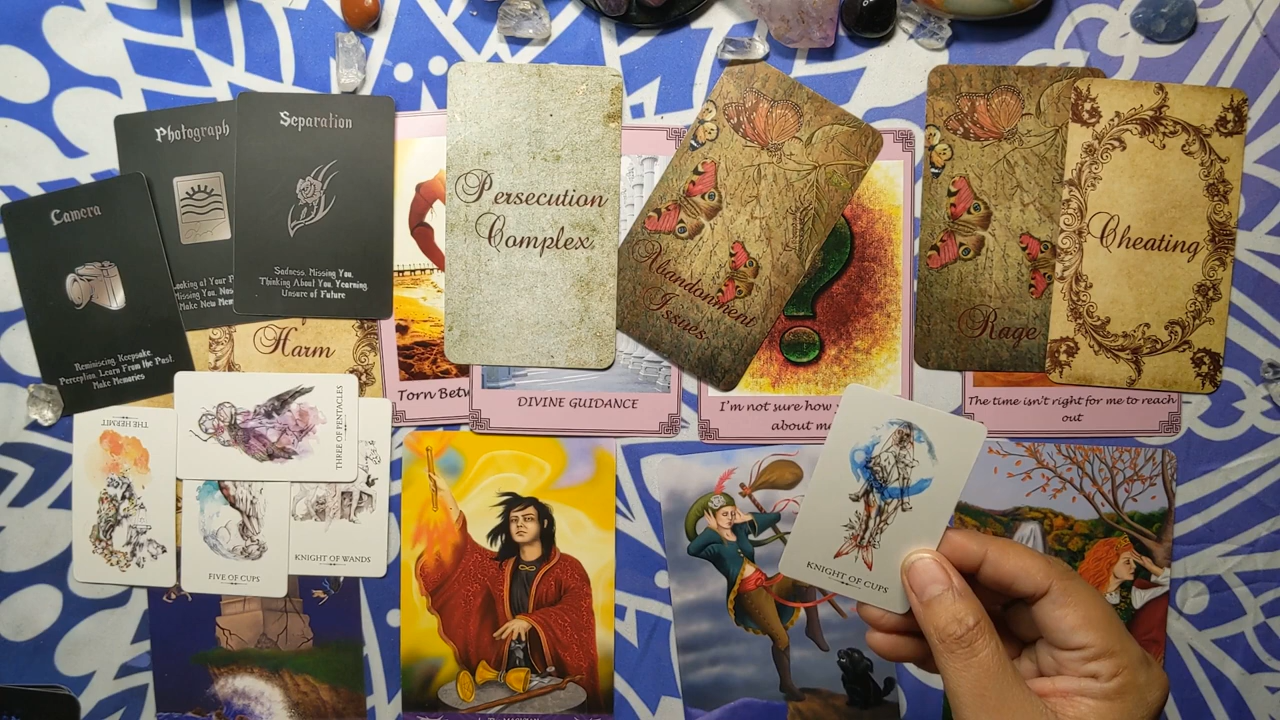 Camera
Reminiscing, Keepsake,
Perception, Learn From the Past,
Make Memories
Photograph
Looking at Your
Missing You,
Make New
Separation
Sadness, Missing You,
Thinking About You, Yearning,
Unsure of Future
Harm
Torn
Persecution
Complex
DIVINE GUIDANCE
Abandonment
Issues
I'm not sure how
about
Rage
Cheating
The time isn't right for me to reach
out
THE HERMIT
THREE OF PENTACLES
FIVE OF CUPS
KNIGHT OF WANDS
KNIGHT OF CUPS
The MAGICIAN